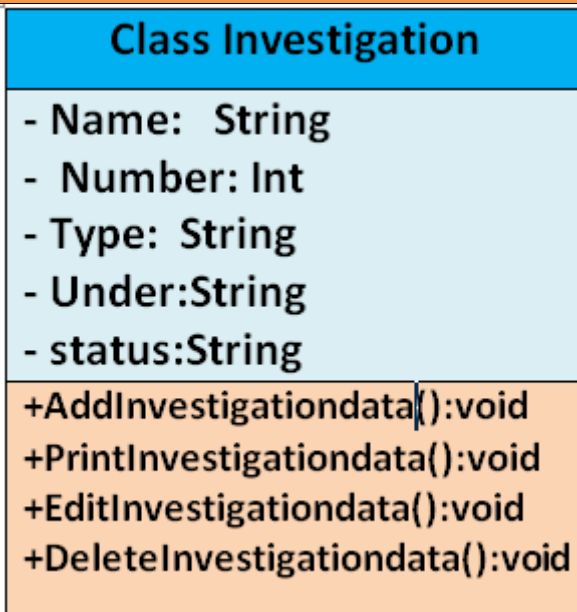 Class Investigation
- Name: String
- Number: Int
- Type: String
- Under:String
- status:String
+AddInvestigationdata():void
+PrintInvestigationdata():void
+EditInvestigationdata():void
+DeleteInvestigationdata():void